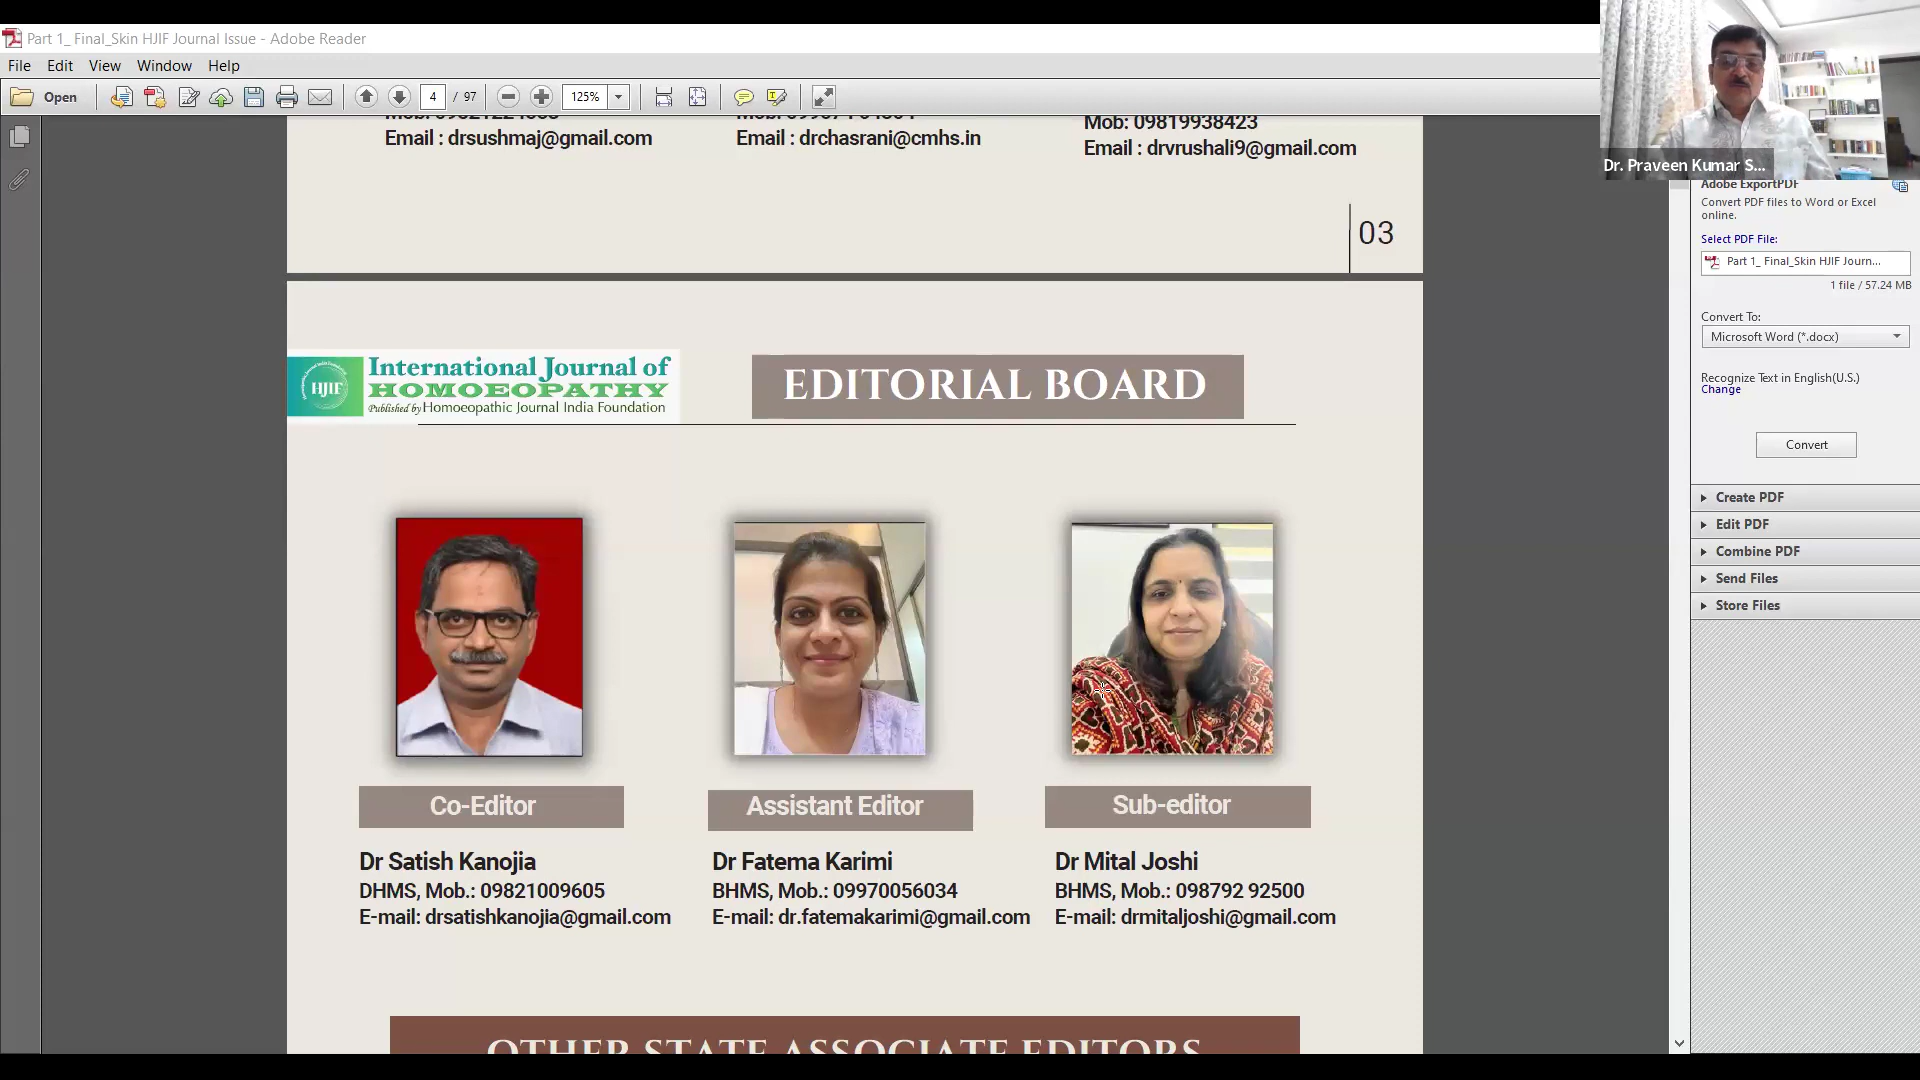 Part 1_ Final_Skin HJIF Journal Issue - Adobe Reader
File Edit View Window Help
Open 4 / 97 125%
Email : drsushmaj@gmail.com
Email : drchasrani@cmhs.in
Mob: 09819938423
Email : drvrushali9@gmail.com
03
HJIF
International Journal of
HOMOEOPATHY
Published by Homoeopathic Journal India Foundation
EDITORIAL BOARD
Co-Editor
Dr Satish Kanojia
DHMS, Mob.: 09821009605
E-mail: drsatishkanojia@gmail.com
Assistant Editor
Dr Fatema Karimi
BHMS, Mob.: 09970056034
E-mail: dr.fatemakarimi@gmail.com
Sub-editor
Dr Mital Joshi
BHMS, Mob.: 098792 92500
E-mail: drmitaljoshi@gmail.com
OTHER STATE ASSOCIATE EDITORS
Dr. Praveen Kumar S...
Adobe ExportPDF
Convert PDF files to Word or Excel
online.
Select PDF File:
Part 1_ Final_Skin HJIF Journ...
1 file / 57.24 MB
Convert To:
Microsoft Word (*.docx)
Recognize Text in English(U.S.)
Change
Convert
Create PDF
Edit PDF
Combine PDF
Send Files
Store Files